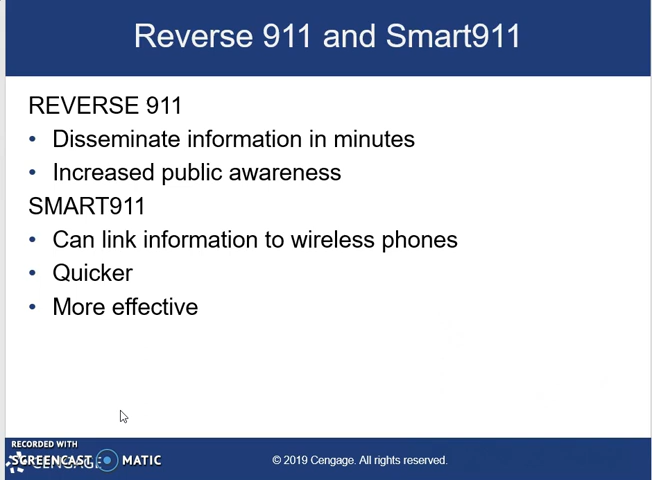 Reverse 911 and Smart911
REVERSE 911
• Disseminate information in minutes
• Increased public awareness
SMART911
• Can link information to wireless phones
• Quicker
• More effective
RECORDED WITH
SCREENCAST MATIC
© 2019 Cengage. All rights reserved.